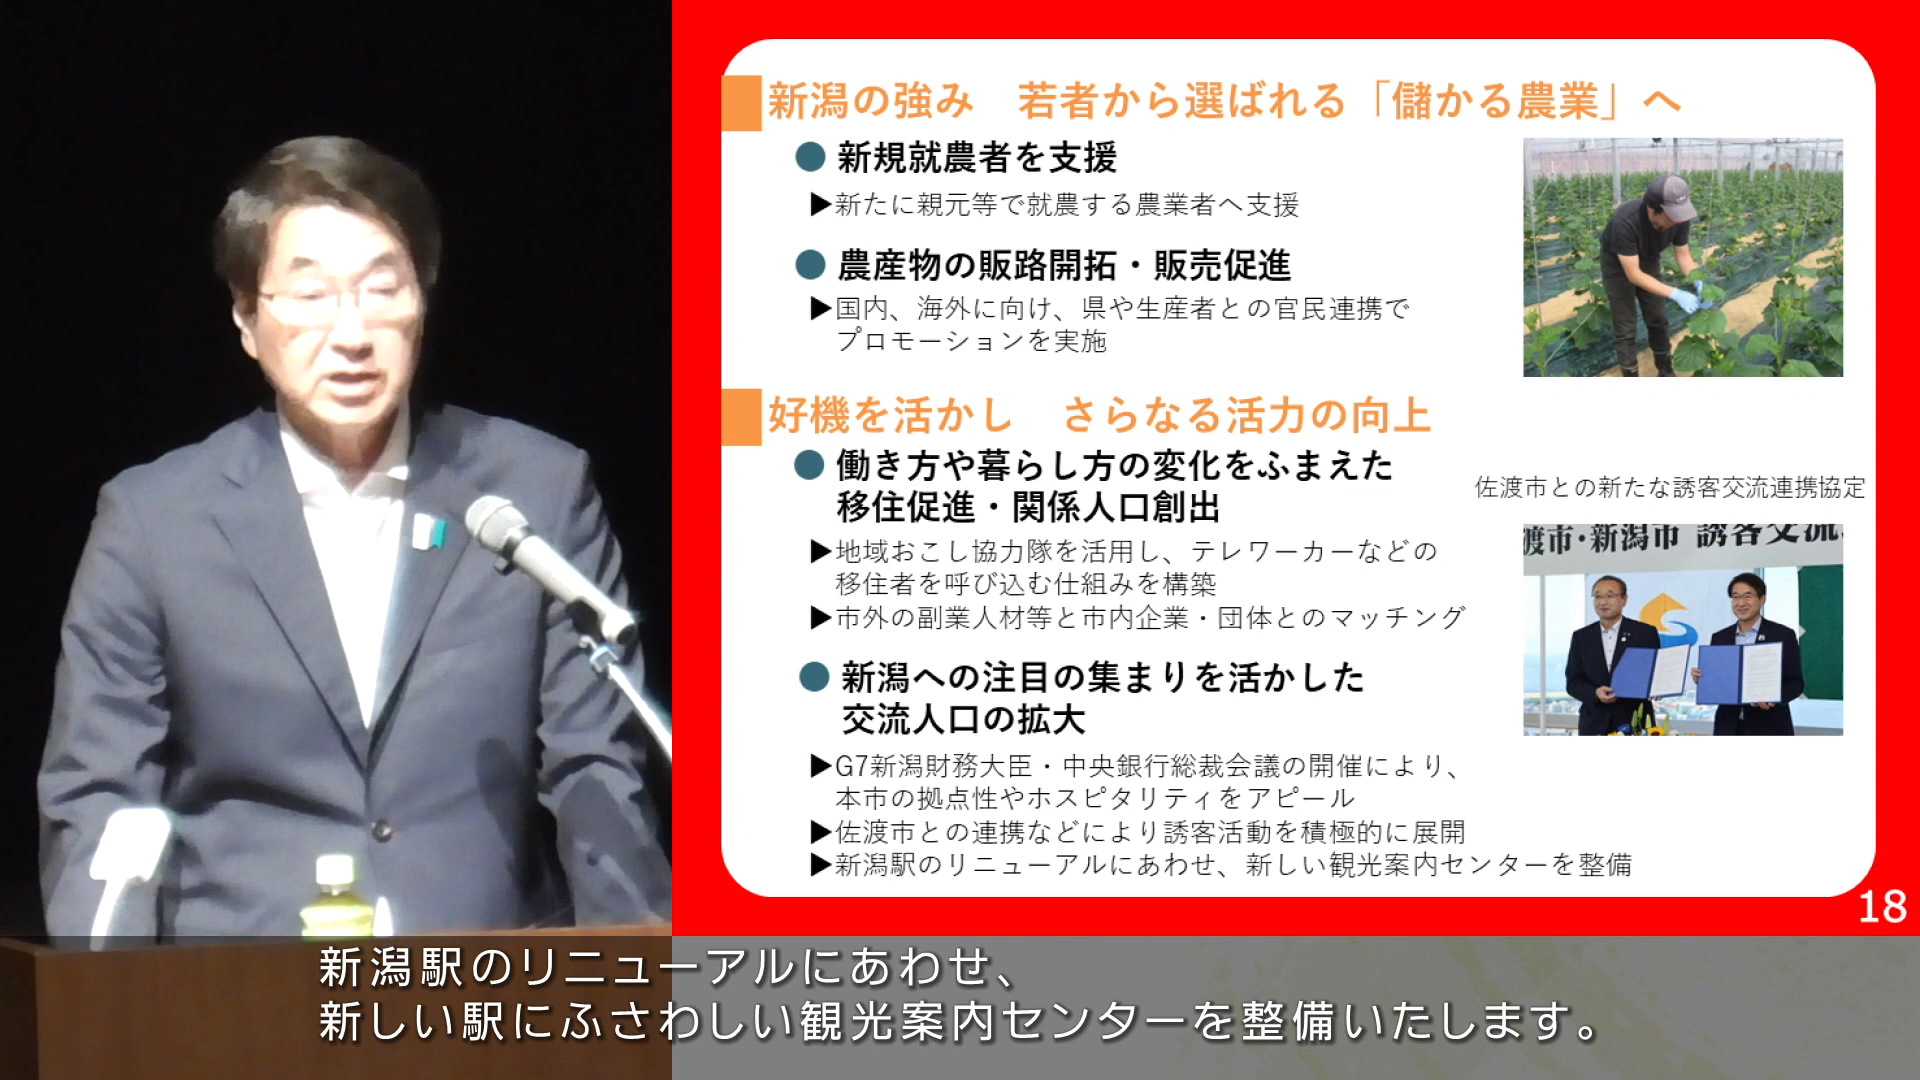 新潟の強み　若者から選ばれる「儲かる農業」へ
●新規就農者を支援
▶新たに親元等で就農する農業者へ支援
●農産物の販路開拓・販売促進
▶国内、海外に向け、県や生産者との官民連携で
プロモーションを実施
好機を活かし　さらなる活力の向上
●働き方や暮らし方の変化をふまえた
移住促進・関係人口創出
▶地域おこし協力隊を活用し、テレワーカーなどの
移住者を呼び込む仕組みを構築
▶市外の副業人材等と市内企業・団体とのマッチング
佐渡市との新たな誘客交流連携協定
渡市・新潟市 誘客交流
●新潟への注目の集まりを活かした
交流人口の拡大
▶G7新潟財務大臣・中央銀行総裁会議の開催により、
本市の拠点性やホスピタリティをアピール
▶佐渡市との連携などにより誘客活動を積極的に展開
▶新潟駅のリニューアルにあわせ、新しい観光案内センターを整備
18
新潟駅のリニューアルにあわせ、
新しい駅にふさわしい観光案内センターを整備いたします。